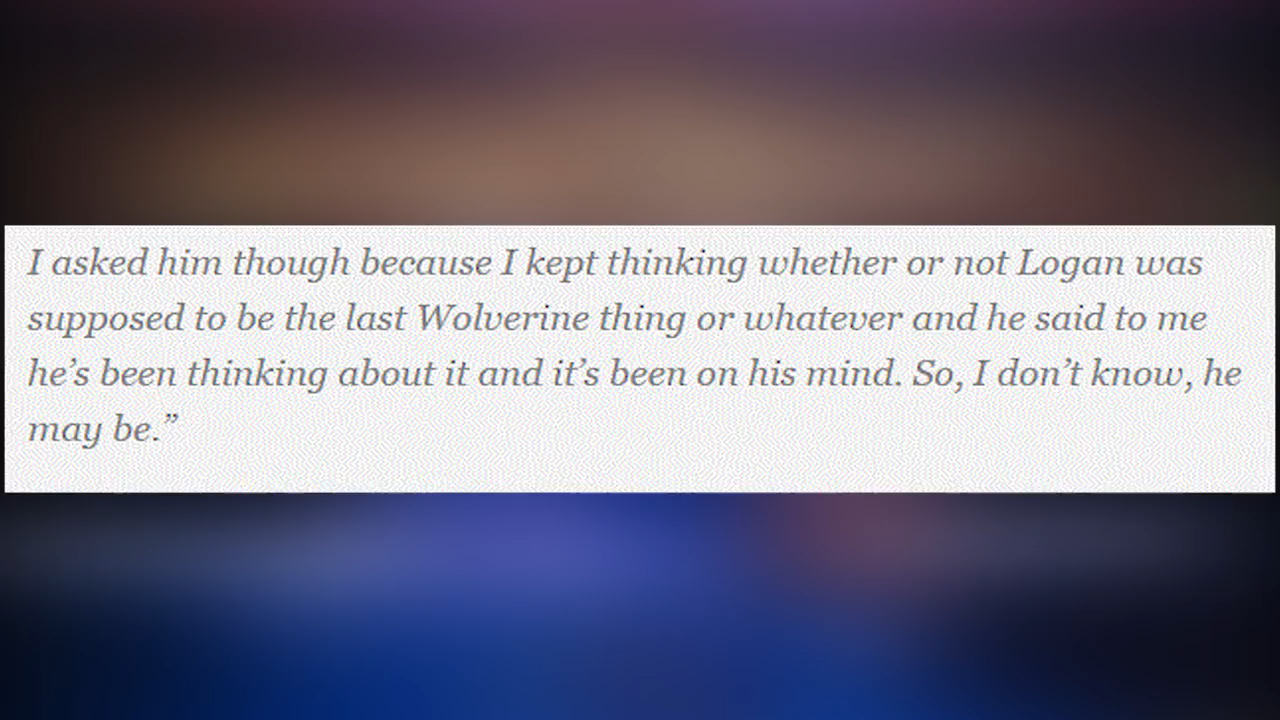 I asked him though because I kept thinking whether or not Logan was
supposed to be the last Wolverine thing or whatever and he said to me
he’s been thinking about it and it’s been on his mind. So, I don’t know, he
may be.”